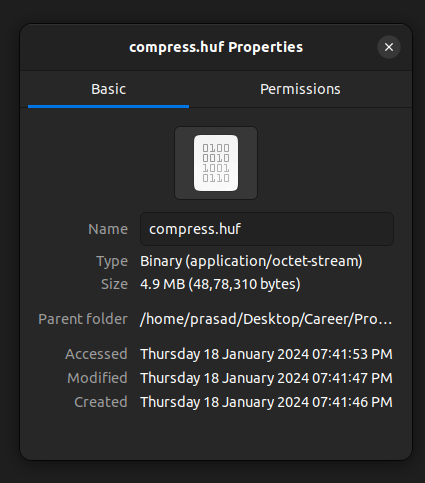 compress.huf Properties
Basic Permissions
0100
0010
1001
0110
Name compress.huf
Type Binary (application/octet-stream)
Size 4.9 MB (48,78,310 bytes)
Parent folder /home/prasad/Desktop/Career/Pro…
Accessed Thursday 18 January 2024 07:41:53 PM
Modified Thursday 18 January 2024 07:41:47 PM
Created Thursday 18 January 2024 07:41:46 PM